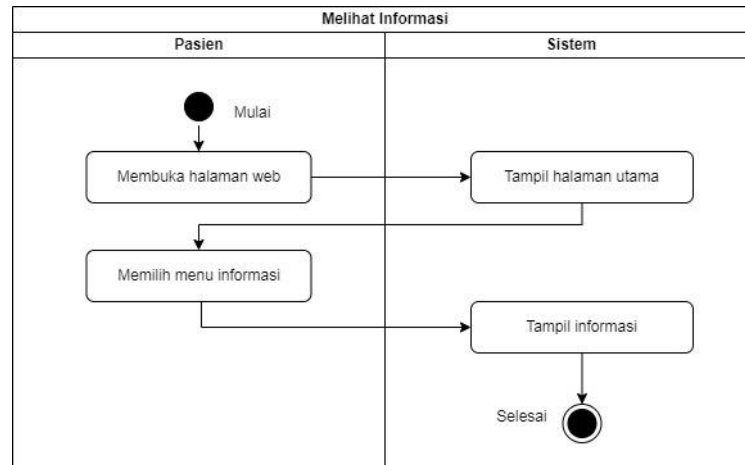 Melihat Informasi
Pasien
Sistem
Mulai
Membuka halaman web
Tampil halaman utama
Memilih menu informasi
Tampil informasi
Selesai